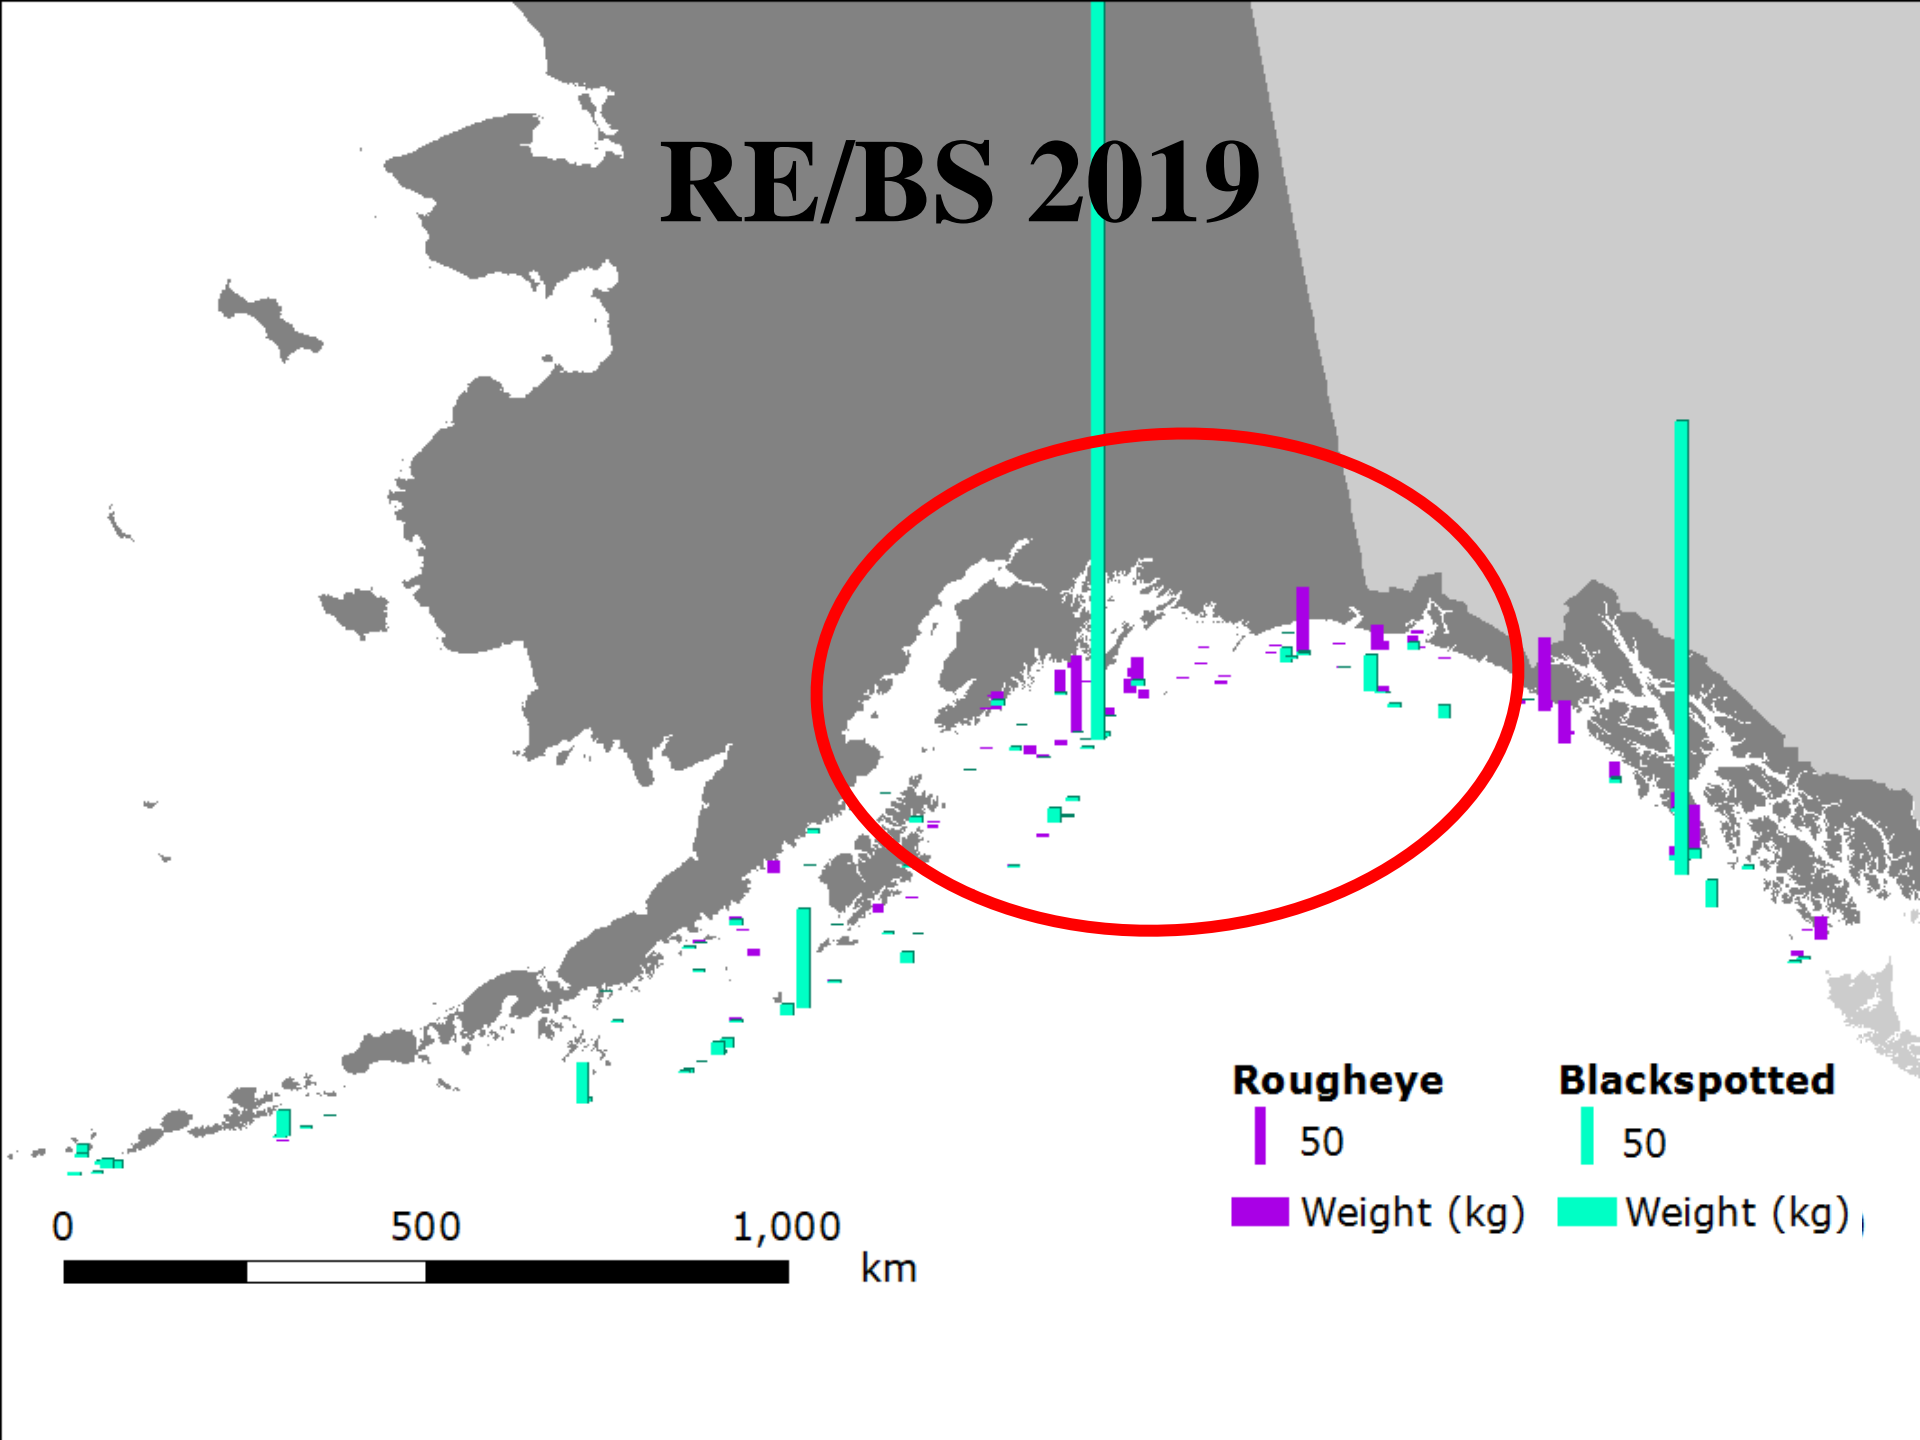 RE/BS 2019
Rougheye Blackspotted
50 50
Weight (kg) Weight (kg)
0 500 1,000
km